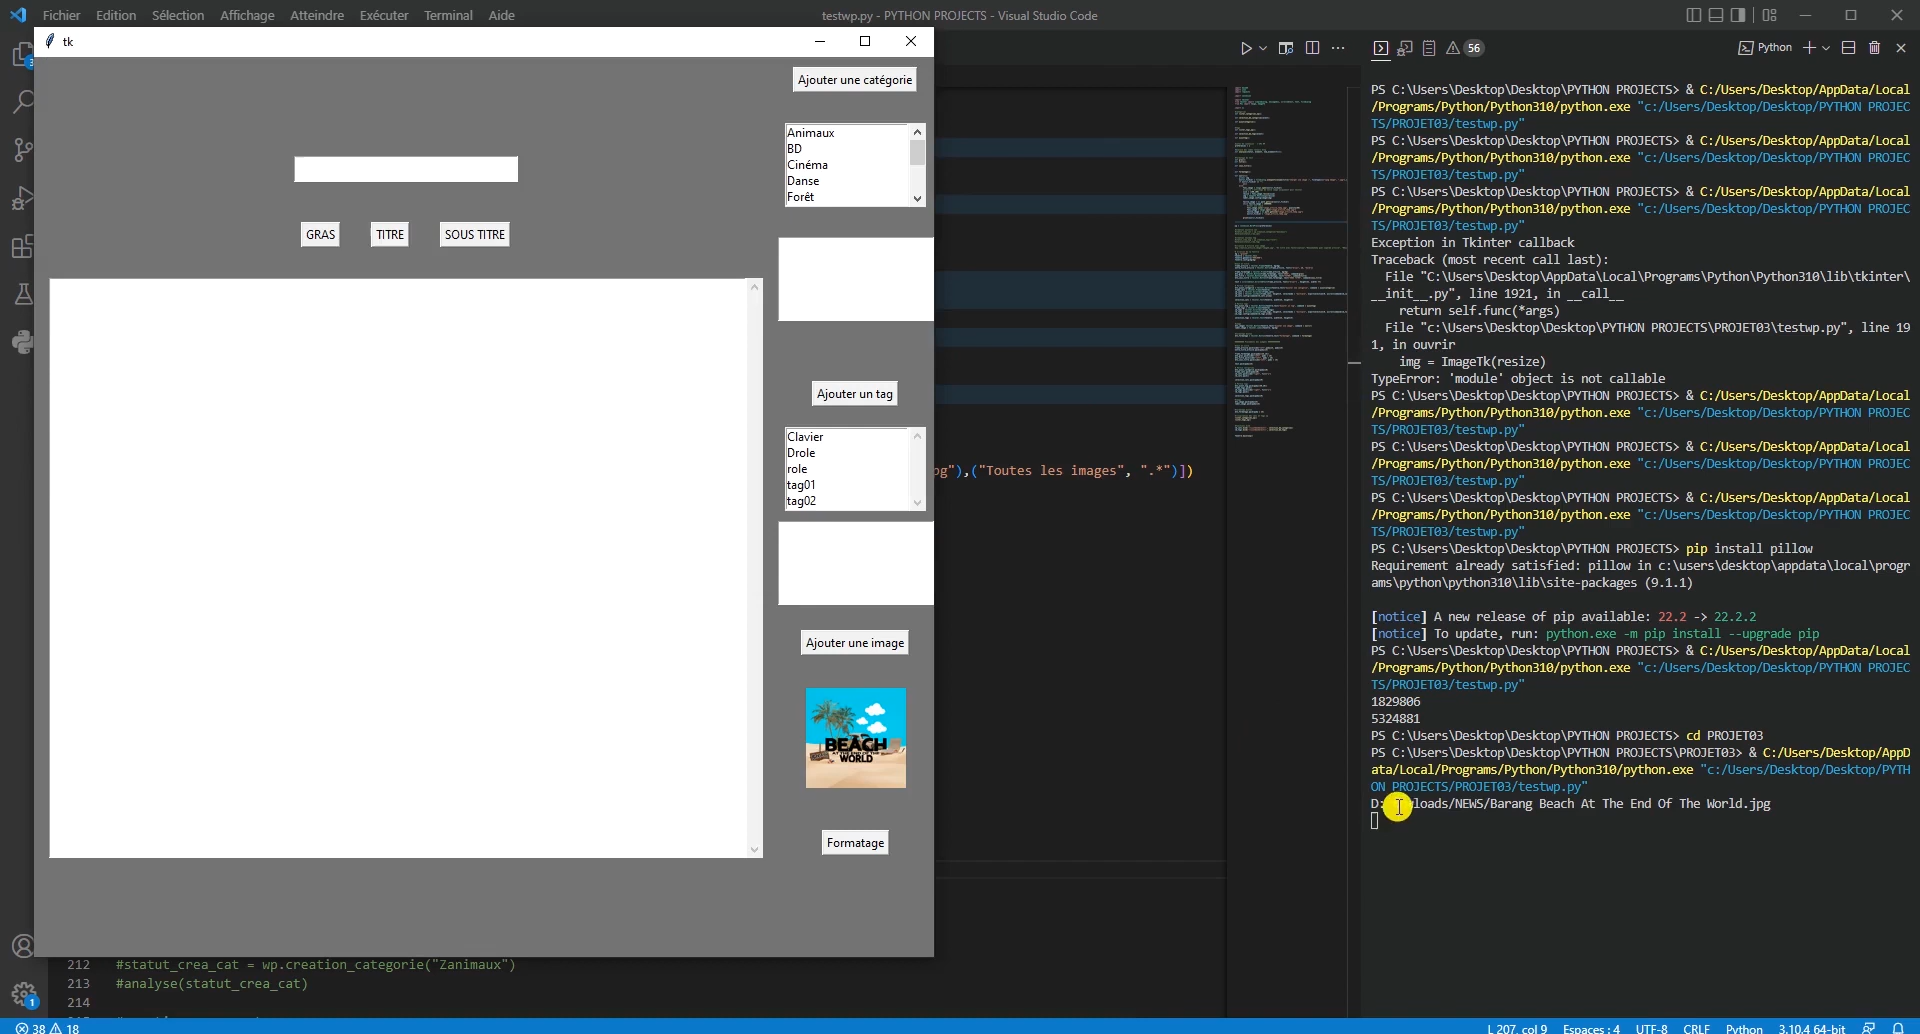 Fichier Edition Sélection Affichage Atteindre Exécuter Terminal Aide
testwp.py - PYTHON PROJECTS - Visual Studio Code
tk
Ajouter une catégorie
Animaux
BD
Cinéma
Danse
Forêt
GRAS TITRE SOUS TITRE
Ajouter un tag
Clavier
Drole
role
tag01
tag02
Ajouter une image
BEACH
AT THE END OF THE
WORLD
Formatage
pg"),("Toutes les images", ".*")])
212 #statut_crea_cat = wp.creation_categorie("Zanimaux")
213 #analyse(statut_crea_cat)
214
56
Python
PS C:\Users\Desktop\Desktop\PYTHON PROJECTS> & C:/Users/Desktop/AppData/Local
/Programs/Python/Python310/python.exe "c:/Users/Desktop/Desktop/PYTHON PROJEC
TS/PROJET03/testwp.py"
PS C:\Users\Desktop\Desktop\PYTHON PROJECTS> & C:/Users/Desktop/AppData/Local
/Programs/Python/Python310/python.exe "c:/Users/Desktop/Desktop/PYTHON PROJEC
TS/PROJET03/testwp.py"
PS C:\Users\Desktop\Desktop\PYTHON PROJECTS> & C:/Users/Desktop/AppData/Local
/Programs/Python/Python310/python.exe "c:/Users/Desktop/Desktop/PYTHON PROJEC
TS/PROJET03/testwp.py"
Exception in Tkinter callback
Traceback (most recent call last):
File "C:\Users\Desktop\AppData\Local\Programs\Python\Python310\lib\tkinter\
__init__.py", line 1921, in __call__
return self.func(*args)
File "c:\Users\Desktop\Desktop\PYTHON PROJECTS\PROJET03\testwp.py", line 19
1, in ouvrir
img = ImageTk(resize)
TypeError: 'module' object is not callable
PS C:\Users\Desktop\Desktop\PYTHON PROJECTS> & C:/Users/Desktop/AppData/Local
/Programs/Python/Python310/python.exe "c:/Users/Desktop/Desktop/PYTHON PROJEC
TS/PROJET03/testwp.py"
PS C:\Users\Desktop\Desktop\PYTHON PROJECTS> & C:/Users/Desktop/AppData/Local
/Programs/Python/Python310/python.exe "c:/Users/Desktop/Desktop/PYTHON PROJEC
TS/PROJET03/testwp.py"
PS C:\Users\Desktop\Desktop\PYTHON PROJECTS> & C:/Users/Desktop/AppData/Local
/Programs/Python/Python310/python.exe "c:/Users/Desktop/Desktop/PYTHON PROJEC
TS/PROJET03/testwp.py"
PS C:\Users\Desktop\Desktop\PYTHON PROJECTS> pip install pillow
Requirement already satisfied: pillow in c:\users\desktop\appdata\local\progr
ams\python\python310\lib\site-packages (9.1.1)
[notice] A new release of pip available: 22.2 -> 22.2.2
[notice] To update, run: python.exe -m pip install --upgrade pip
PS C:\Users\Desktop\Desktop\PYTHON PROJECTS> & C:/Users/Desktop/AppData/Local
/Programs/Python/Python310/python.exe "c:/Users/Desktop/Desktop/PYTHON PROJEC
TS/PROJET03/testwp.py"
1829806
5324881
PS C:\Users\Desktop\Desktop\PYTHON PROJECTS> cd PROJET03
PS C:\Users\Desktop\Desktop\PYTHON PROJECTS\PROJET03> & C:/Users/Desktop/AppD
ata/Local/Programs/Python/Python310/python.exe "c:/Users/Desktop/Desktop/PYTH
ON PROJECTS/PROJET03/testwp.py"
loads/NEWS/Barang Beach At The End Of The World.jpg
38 18
L 207, col 9 Espaces : 4 UTF-8 CRLF Python 3.10.4 64-bit